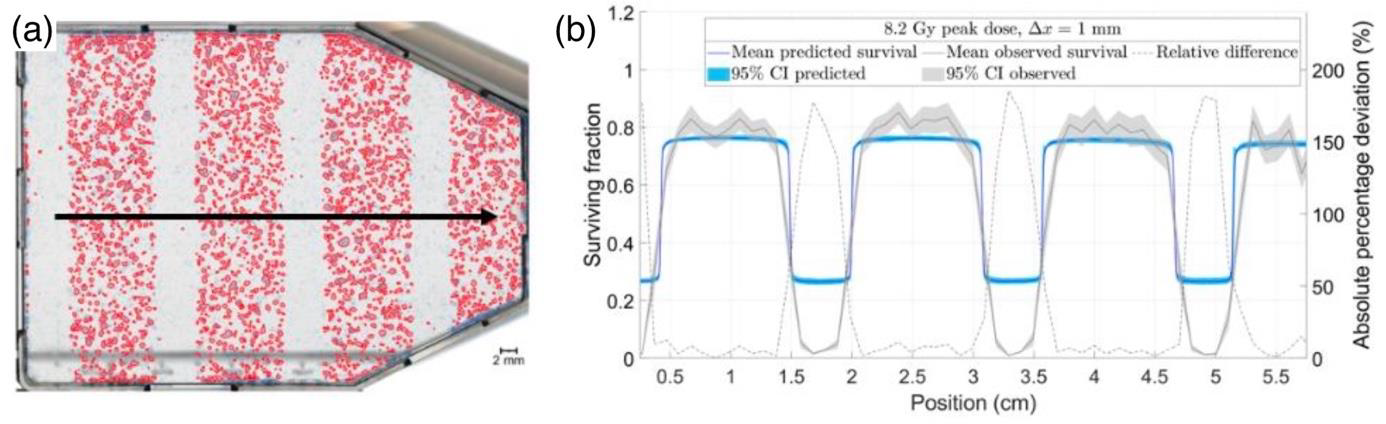 (a)
2 mm
(b)
8.2 Gy peak dose, Δx = 1 mm
Mean predicted survival
Mean observed survival
Relative difference
95% CI predicted
95% CI observed
Surviving fraction
1.2
1
0.8
0.6
0.4
0.2
0
Absolute percentage deviation (%)
200
150
100
50
0
0.5 1 1.5 2 2.5 3 3.5 4 4.5 5 5.5
Position (cm)